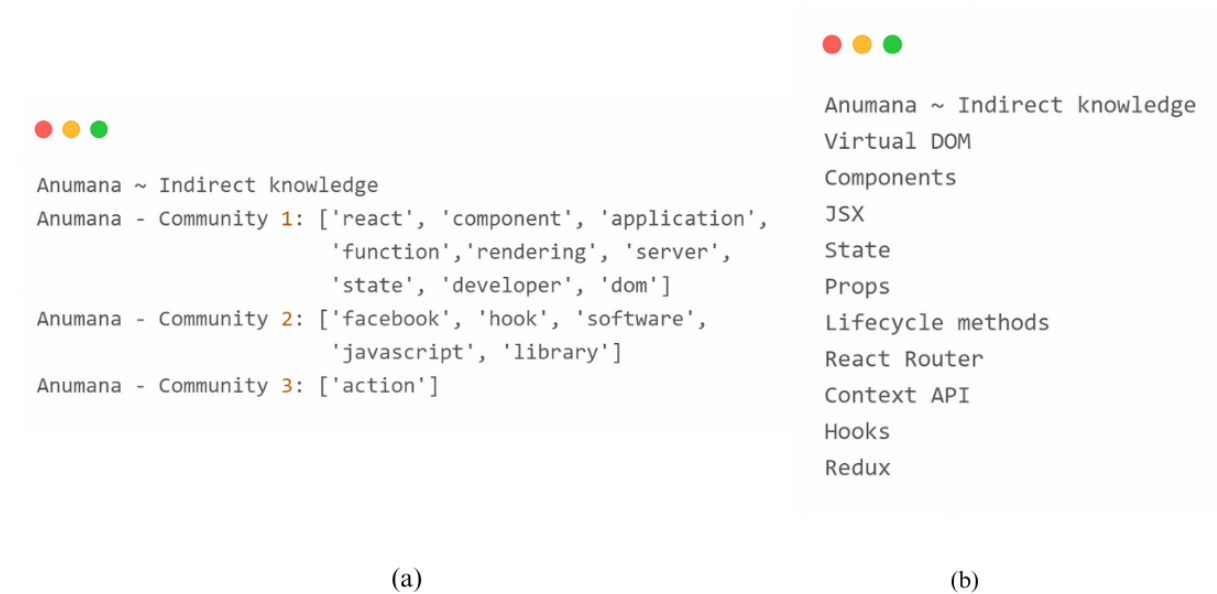 Anumana ~ Indirect knowledge
Anumana - Community 1: ['react', 'component', 'application',
'function','rendering', 'server',
'state', 'developer', 'dom']
Anumana - Community 2: ['facebook', 'hook', 'software',
'javascript', 'library']
Anumana - Community 3: ['action']
(a)
Anumana ~ Indirect knowledge
Virtual DOM
Components
JSX
State
Props
Lifecycle methods
React Router
Context API
Hooks
Redux
(b)